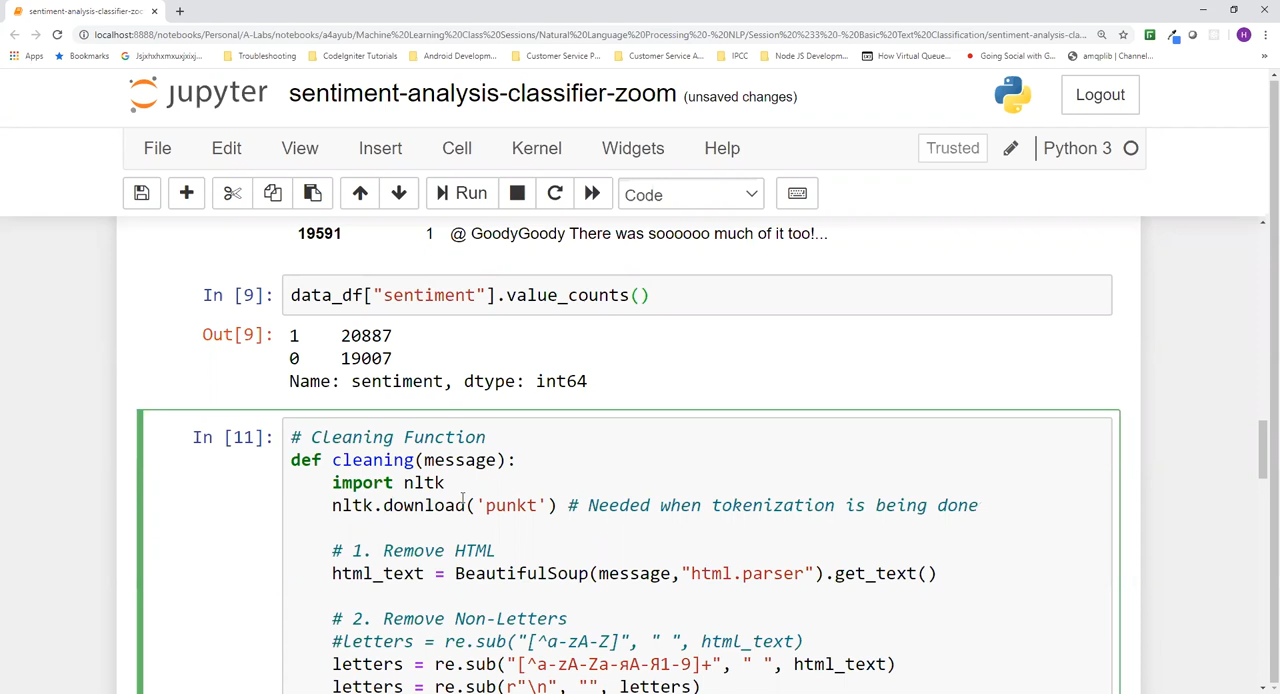 sentiment-analysis-classifier-zoom
localhost:8888/notebooks/Personal/A-Labs/notebooks/a4ayub/Machine%20Learning%20Class%20Sessions/Natural%20Language%20Processing%20-%20NLP/Session%20%233%20-%20Basic%20Text%20Classification/sentiment-analysis-cla...
H
Apps Bookmarks Jsjxhxhxmxuxjxixj... Troubleshooting CodeIgniter Tutorials Android Developm... Customer Service P... Customer Service A... IPCC Node JS Developm... How Virtual Queue... Going Social with G... amqplib | Channel... »
jupyter sentiment-analysis-classifier-zoom (unsaved changes) Logout
File Edit View Insert Cell Kernel Widgets Help Trusted Python 3
Run Code
19591 1 @ GoodyGoody There was soooooo much of it too!...
In [9]: data_df["sentiment"].value_counts()
Out[9]: 1 20887
0 19007
Name: sentiment, dtype: int64
In [11]: # Cleaning Function
def cleaning(message):
import nltk
nltk.download('punkt') # Needed when tokenization is being done
# 1. Remove HTML
html_text = BeautifulSoup(message,"html.parser").get_text()
# 2. Remove Non-Letters
#Letters = re.sub("[^a-zA-Z]", " ", html_text)
letters = re.sub("[^a-zA-Zа-яА-Я1-9]+", " ", html_text)
letters = re.sub(r"\n", "", letters)